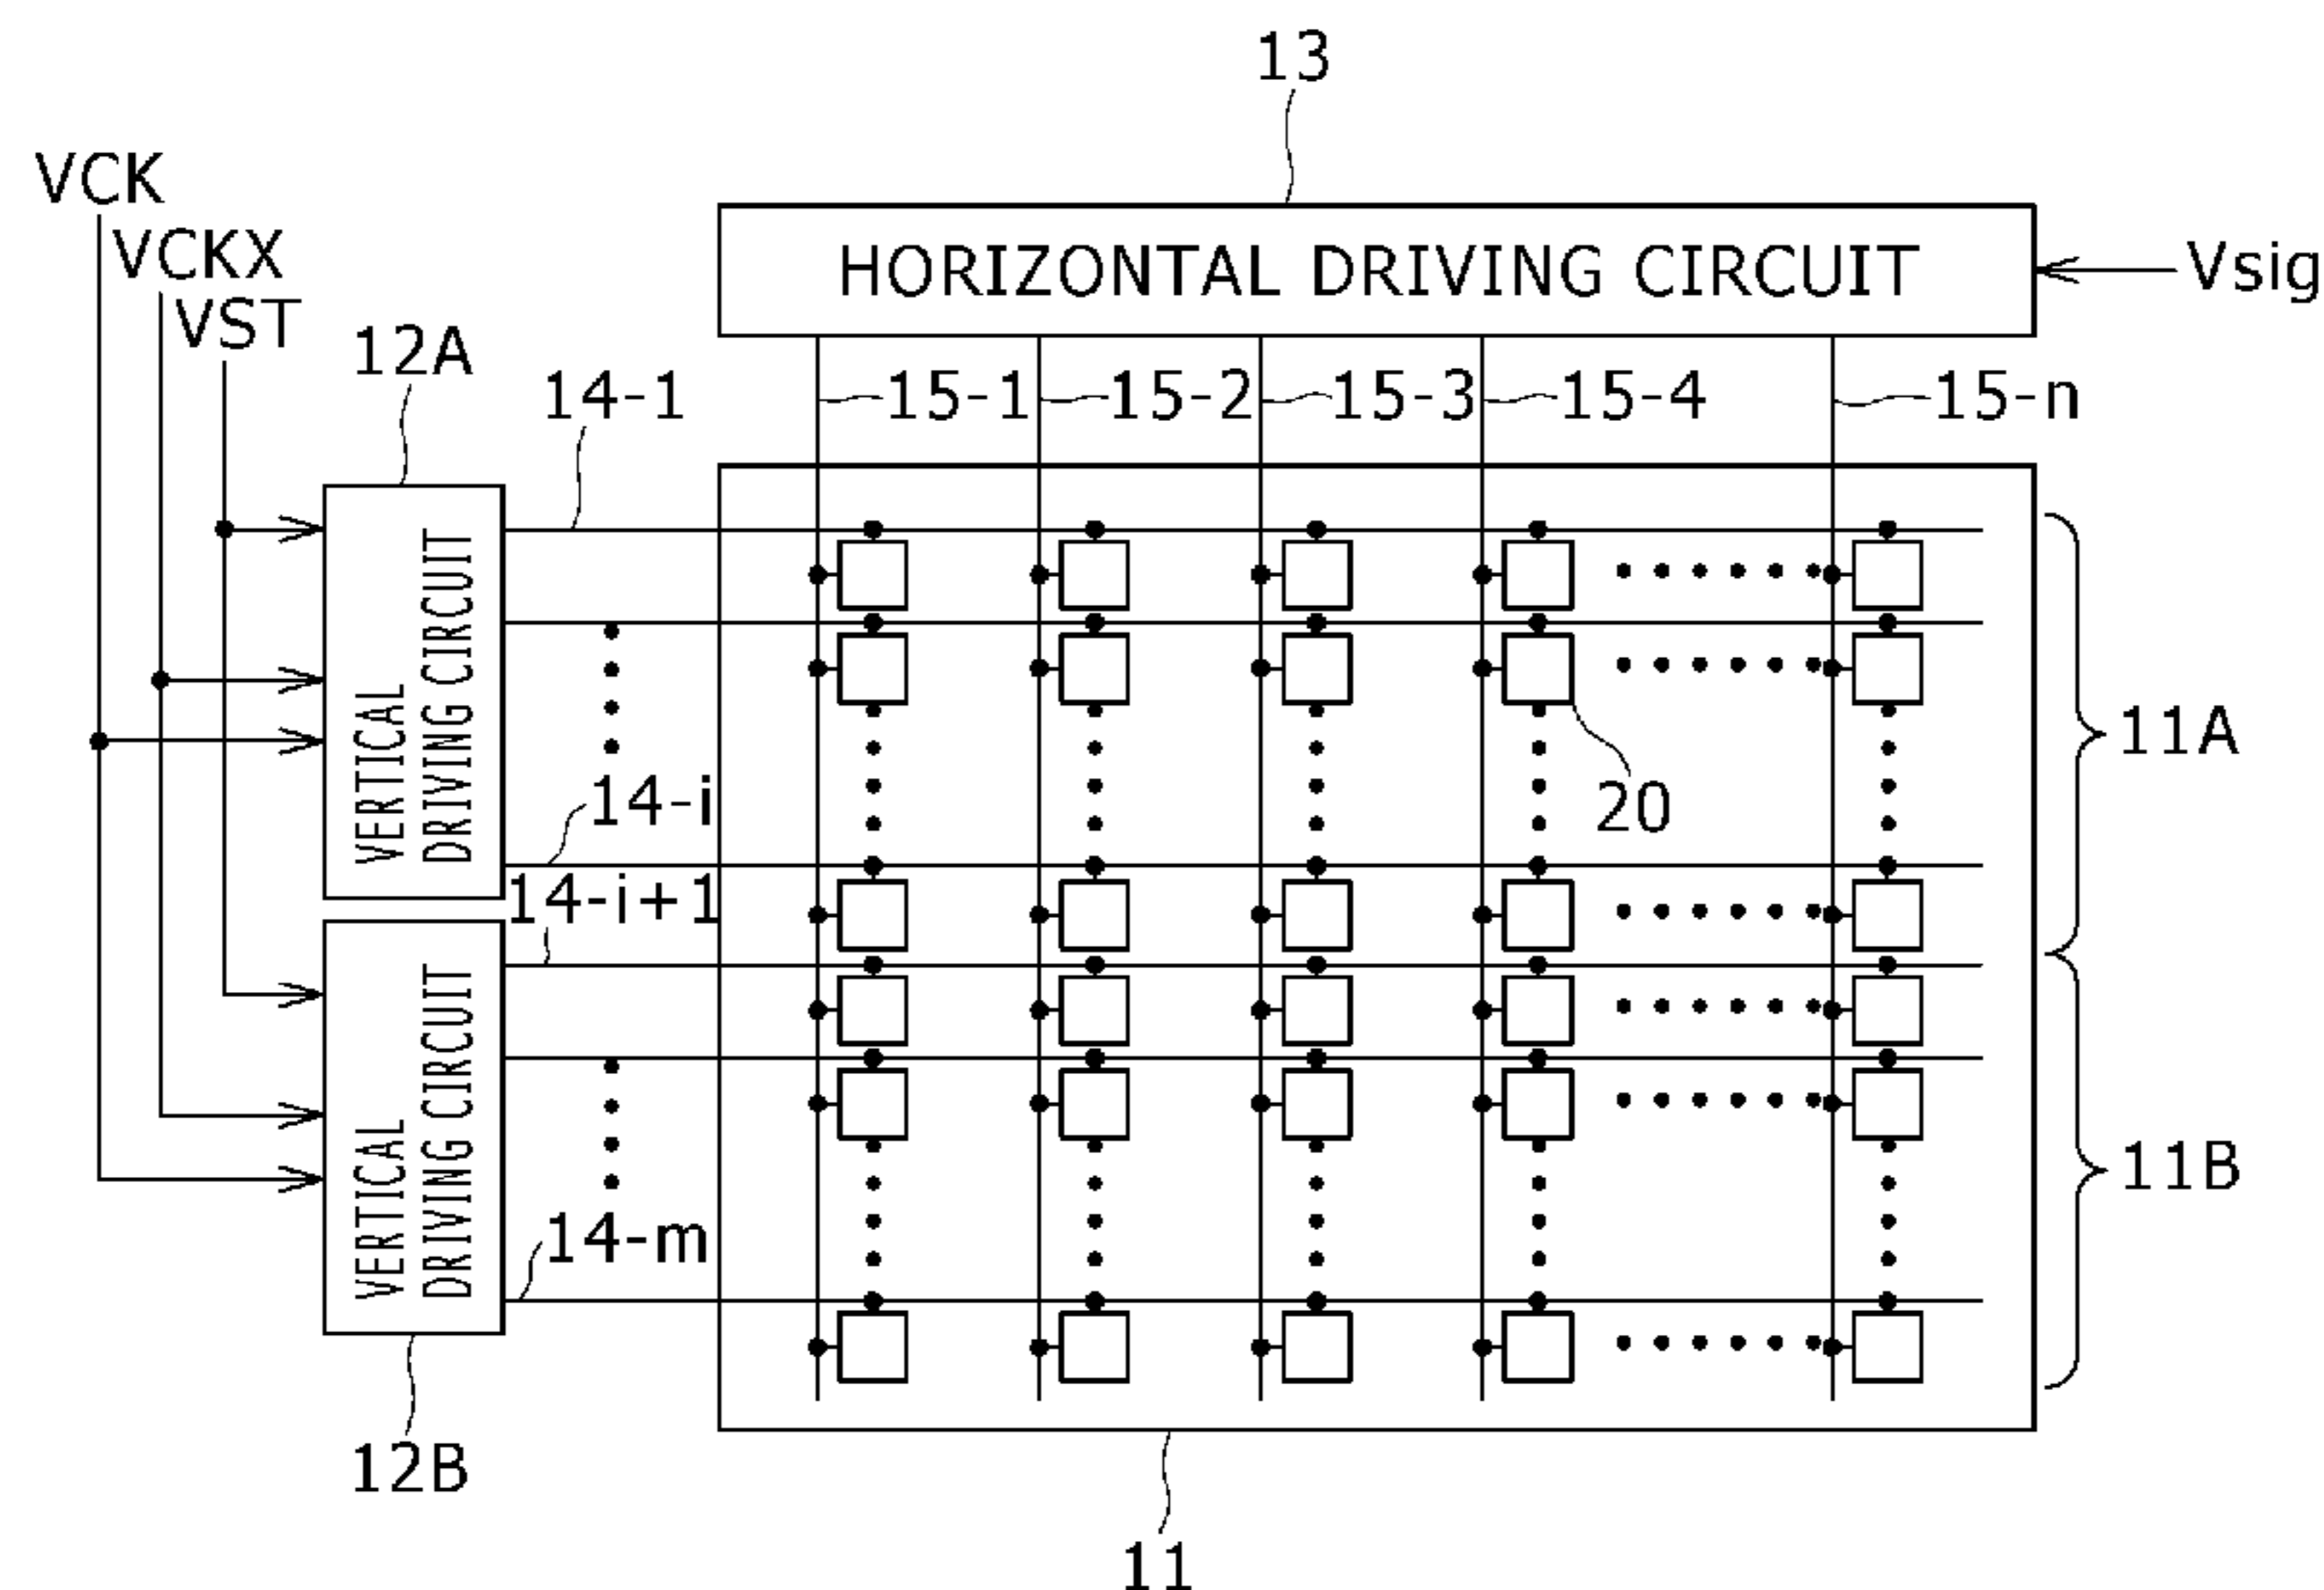 13
VCK
VCKX
VST
HORIZONTAL DRIVING CIRCUIT
Vsig
12A
14-1
15-1
15-2
15-3
15-4
15-n
VERTICAL
DRIVING CIRCUIT
11A
14-i
20
14-i+1
VERTICAL
DRIVING CIRCUIT
11B
14-m
12B
11